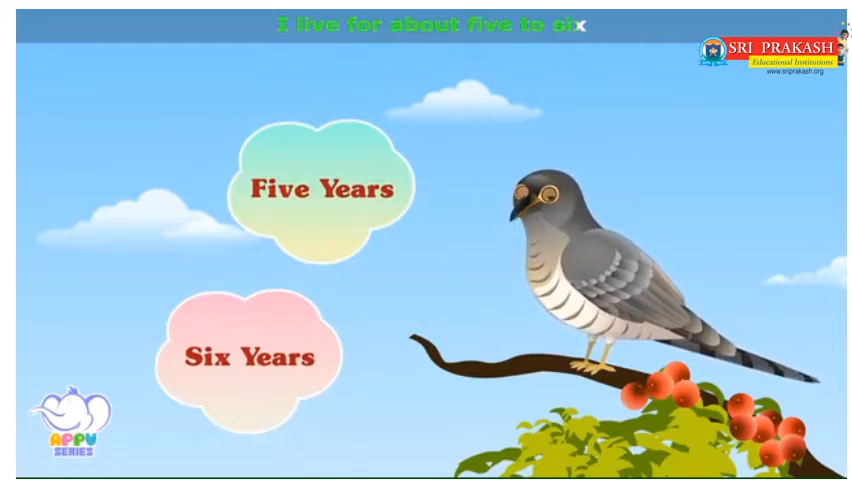 I live for about five to six
SRI PRAKASH
Educational Institutions
www.sriprakash.org
Five Years
Six Years
APPU
SERIES